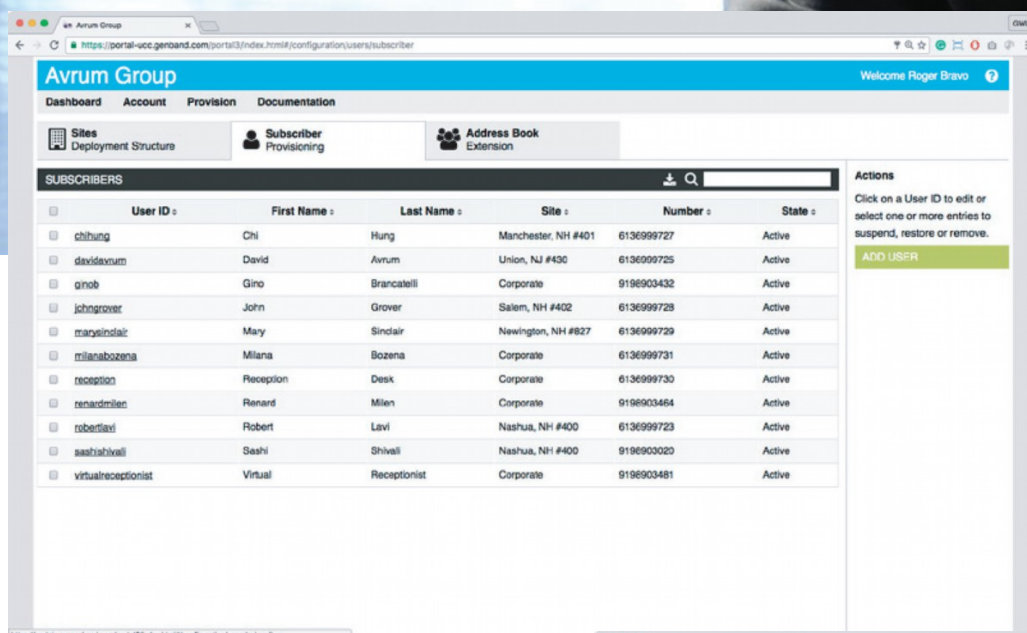 Avrum Group
https://portal-ucc.genband.com/portal3/index.html#/configuration/users/subscriber
Avrum Group
Welcome Roger Bravo ?
Dashboard Account Provision Documentation
Sites
Deployment Structure
Subscriber
Provisioning
Address Book
Extension
SUBSCRIBERS
User ID First Name Last Name Site Number State
chihung Chi Hung Manchester, NH #401 6136999727 Active
davidavrum David Avrum Union, NJ #430 6136999725 Active
ginob Gino Brancatelli Corporate 9198903432 Active
johngrover John Grover Salem, NH #402 6136999728 Active
marysinclair Mary Sinclair Newington, NH #827 6136999729 Active
milanabozena Milana Bozena Corporate 6136999731 Active
reception Reception Desk Corporate 6136999730 Active
renardmilen Renard Milen Corporate 9198903464 Active
robertlavi Robert Lavi Nashua, NH #400 6136999723 Active
sashishivali Sashi Shivali Nashua, NH #400 9198903020 Active
virtualreceptionist Virtual Receptionist Corporate 9198903481 Active
Actions
Click on a User ID to edit or
select one or more entries to
suspend, restore or remove.
ADD USER